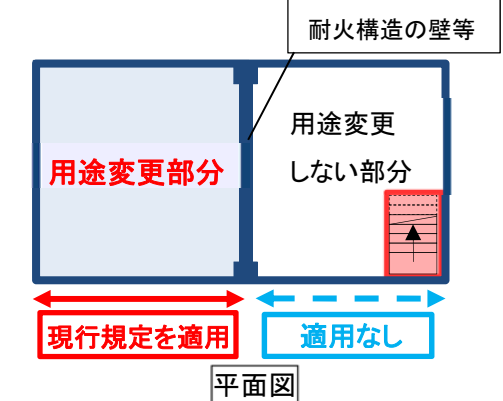 耐火構造の壁等
用途変更部分
用途変更
しない部分
現行規定を適用
適用なし
平面図